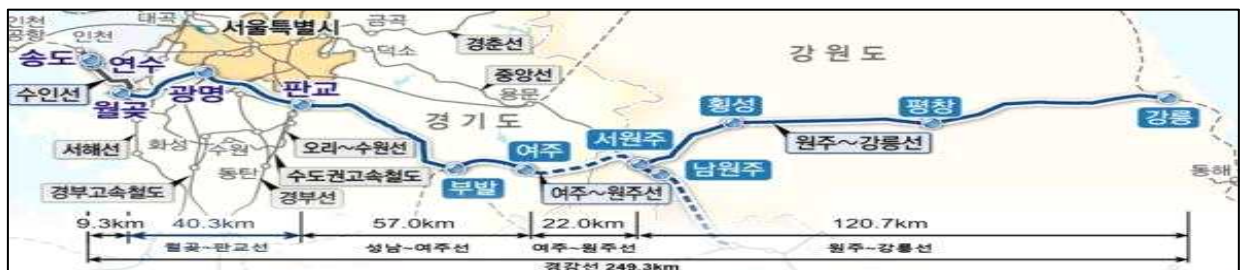 인천
공항
인천
대곡
서울특별시
금곡
경춘선
덕소
강원도
송도
연수
중앙선
수인선
광명
판교
용문
월곶
경기도
횡성
평창
강릉
서원주
원주~강릉선
서해선
화성
수원
오리~수원선
여주
남원주
동해
동탄
수도권고속철도
부발
여주~원주선
경부고속철도
경부선
9.3km
40.3km
57.0km
22.0km
120.7km
월곶~판교선
성남~여주선
여주~원주선
원주~강릉선
경강선 249.3km